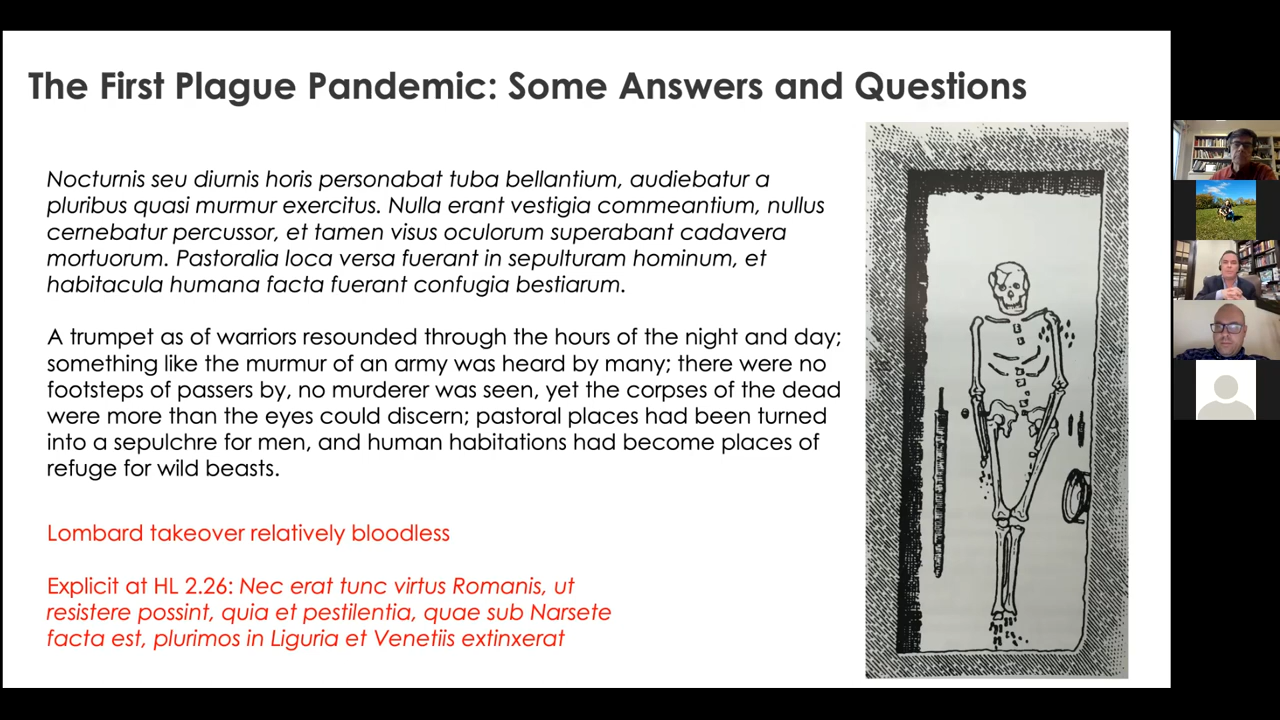 The First Plague Pandemic: Some Answers and Questions
Nocturnis seu diurnis horis personabat tuba bellantium, audiebatur a
pluribus quasi murmur exercitus. Nulla erant vestigia commeantium, nullus
cernebatur percussor, et tamen visus oculorum superabant cadavera
mortuorum. Pastoralia loca versa fuerant in sepulturam hominum, et
habitacula humana facta fuerant confugia bestiarum.
A trumpet as of warriors resounded through the hours of the night and day;
something like the murmur of an army was heard by many; there were no
footsteps of passers by, no murderer was seen, yet the corpses of the dead
were more than the eyes could discern; pastoral places had been turned
into a sepulchre for men, and human habitations had become places of
refuge for wild beasts.
Lombard takeover relatively bloodless
Explicit at HL 2.26: Nec erat tunc virtus Romanis, ut
resistere possint, quia et pestilentia, quae sub Narsete
facta est, plurimos in Liguria et Venetiis extinxerat